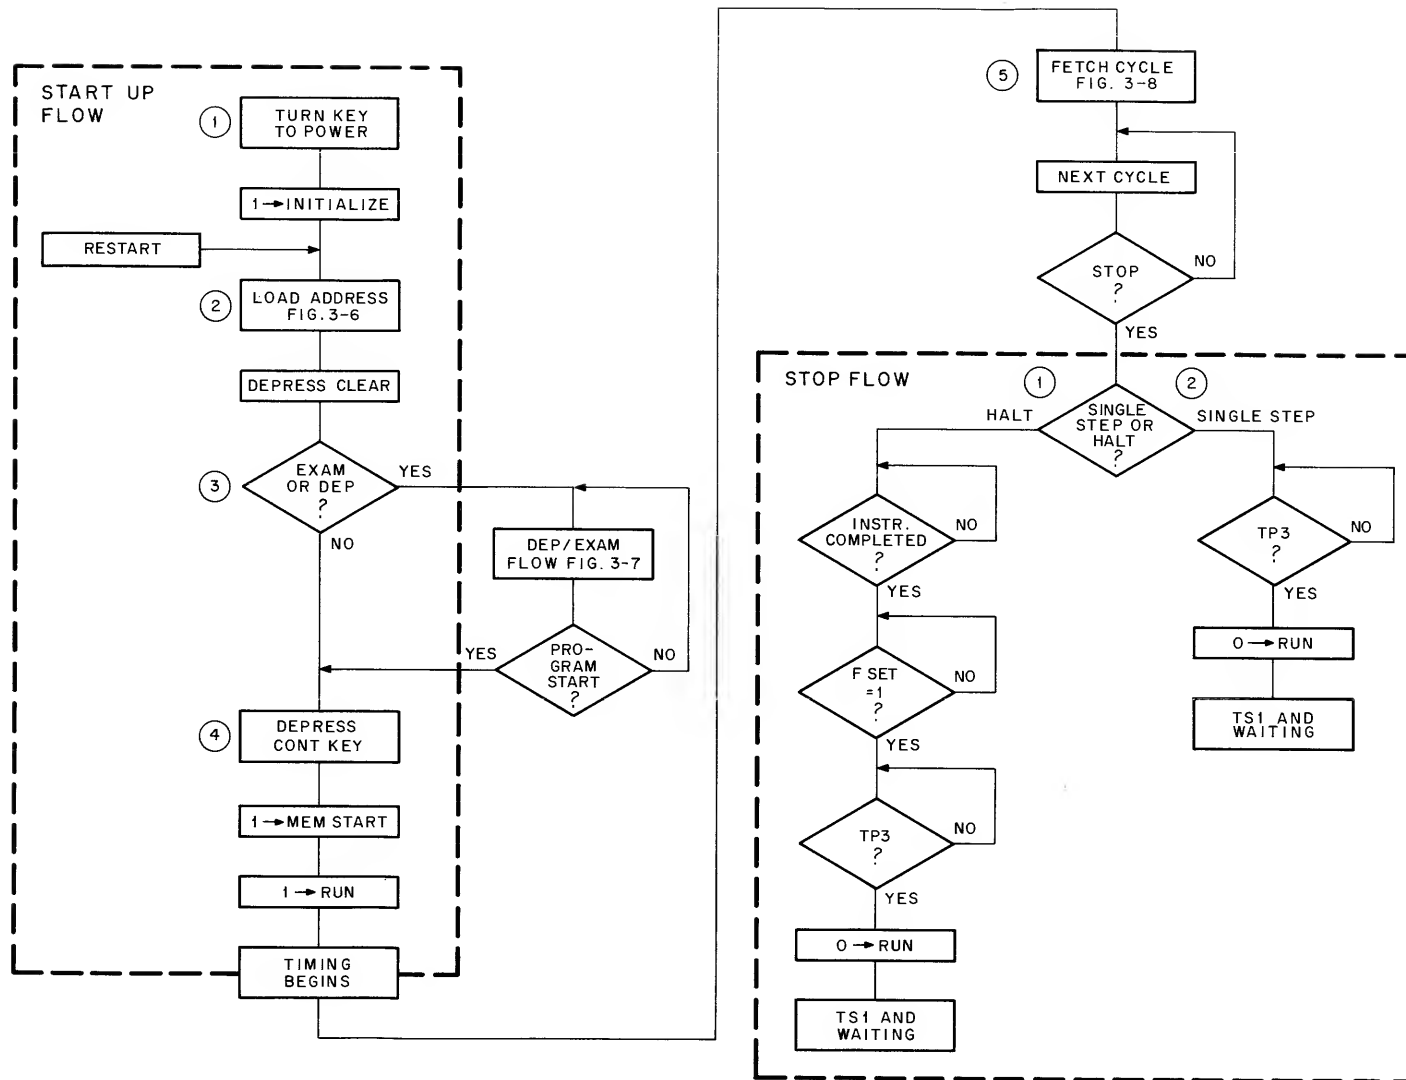 START UP
FLOW
1
TURN KEY
TO POWER
1→INITIALIZE
RESTART
2
LOAD ADDRESS
FIG.3-6
DEPRESS CLEAR
3
EXAM
OR DEP
?
YES
NO
DEP/EXAM
FLOW FIG. 3-7
PRO-
GRAM
START
?
YES
NO
4
DEPRESS
CONT KEY
1→MEM START
1→RUN
TIMING
BEGINS
5
FETCH CYCLE
FIG. 3-8
NEXT CYCLE
STOP
?
NO
YES
STOP FLOW
1
2
HALT
SINGLE
STEP OR
HALT
?
SINGLE STEP
INSTR.
COMPLETED
?
NO
YES
F SET
=1
?
NO
YES
TP3
?
NO
YES
0→RUN
TS1 AND
WAITING
TP3
?
NO
YES
0→RUN
TS1 AND
WAITING